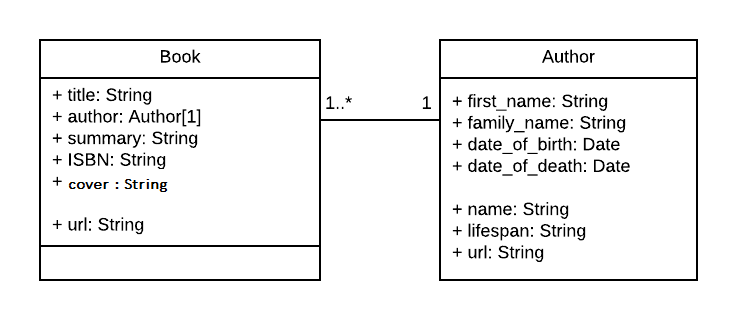 Book
+ title: String
+ author: Author[1]
+ summary: String
+ ISBN: String
+ cover : String
+ url: String
1..*
1
Author
+ first_name: String
+ family_name: String
+ date_of_birth: Date
+ date_of_death: Date
+ name: String
+ lifespan: String
+ url: String